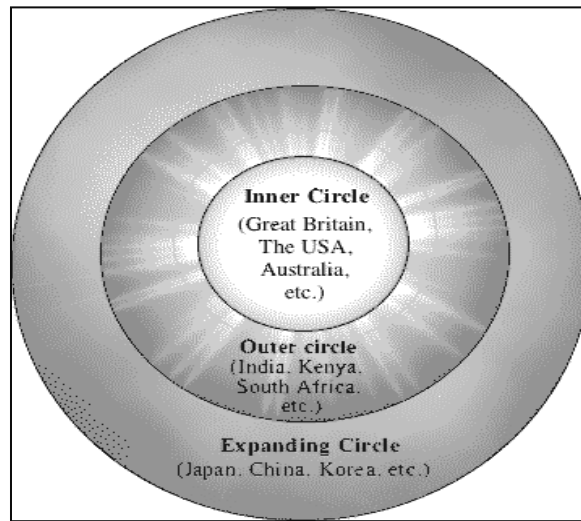 Inner Circle
(Great Britain,
The USA,
Australia,
etc.)
Outer circle
(India, Kenya,
South Africa,
etc.)
Expanding Circle
(Japan, China, Korea, etc.)